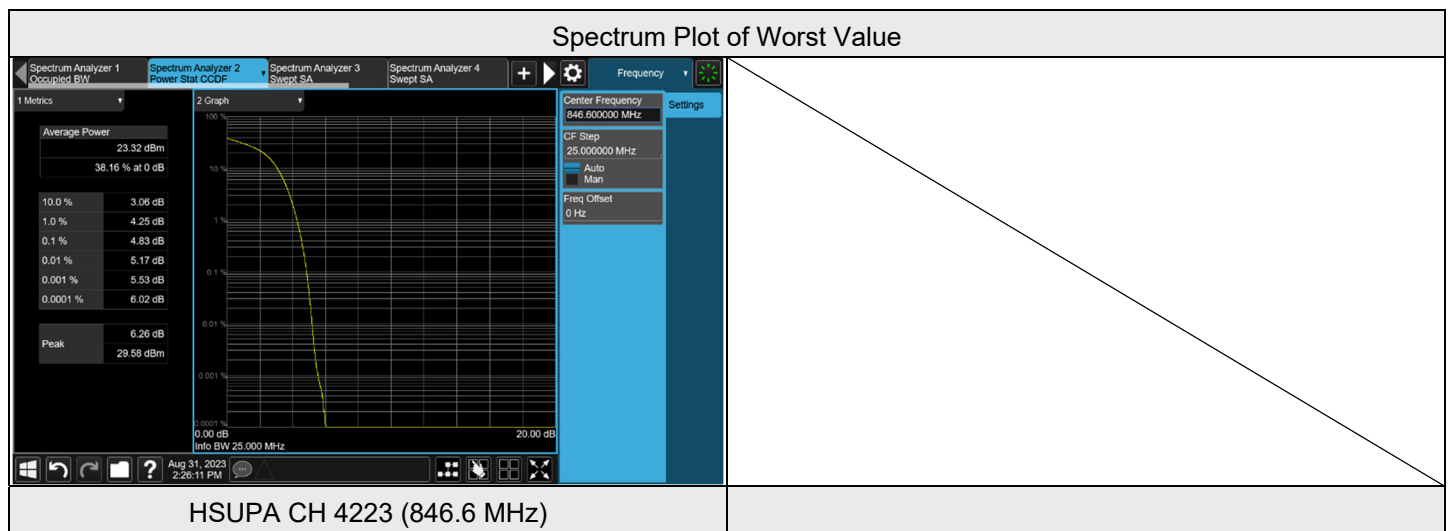 Spectrum Plot of Worst Value
Spectrum Analyzer 1
Occupied BW
Spectrum Analyzer 2
Power Stat CCDF
Spectrum Analyzer 3
Swept SA
Spectrum Analyzer 4
Swept SA
+
Frequency
1 Metrics
2 Graph
Average Power
23.32 dBm
38.16 % at 0 dB
10.0 % 3.06 dB
1.0 % 4.25 dB
0.1 % 4.83 dB
0.01 % 5.17 dB
0.001 % 5.53 dB
0.0001 % 6.02 dB
Peak
6.26 dB
29.58 dBm
100 %
10 %
1 %
0.1 %
0.01 %
0.001 %
0.0001 %
0.00 dB
20.00 dB
Info BW 25.000 MHz
Center Frequency
846.600000 MHz
Settings
CF Step
25.000000 MHz
Auto
Man
Freq Offset
0 Hz
?
Aug 31, 2023
2:26:11 PM
HSUPA CH 4223 (846.6 MHz)